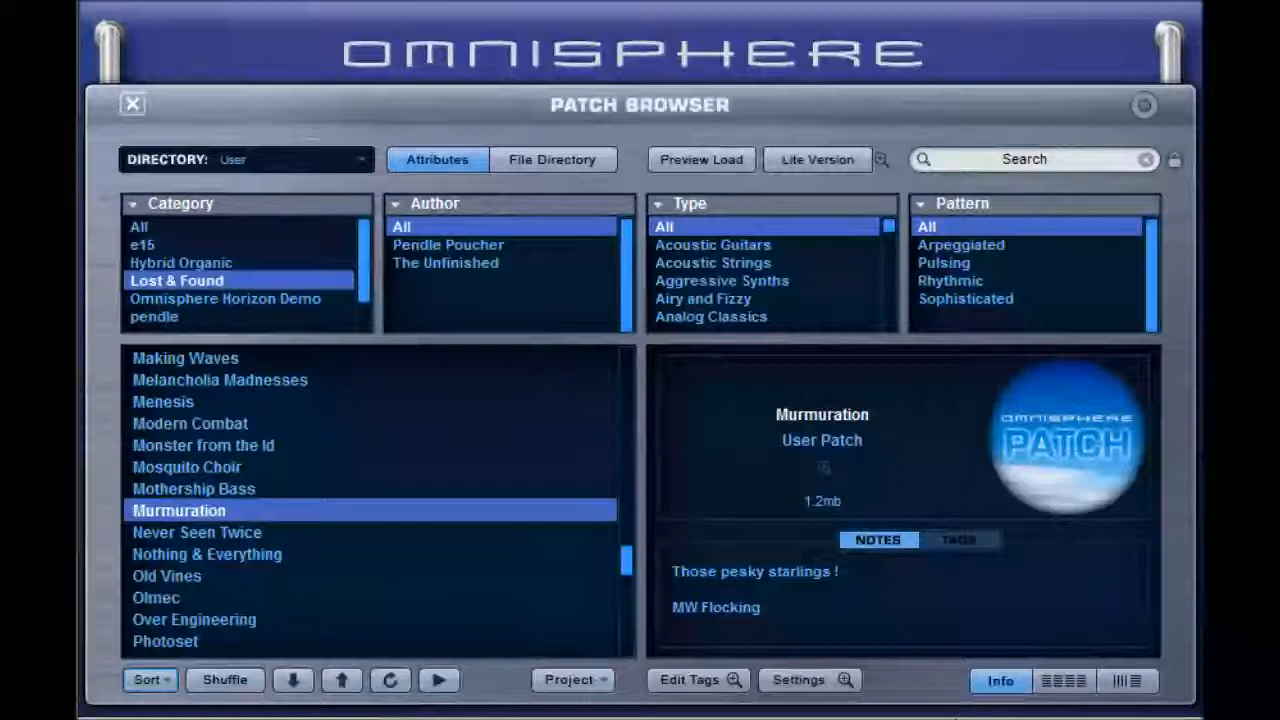 OMNISPHERE
PATCH BROWSER
DIRECTORY: User
Attributes
File Directory
Preview Load
Lite Version
Search
Category
All
e15
Hybrid Organic
Lost & Found
Omnisphere Horizon Demo
pendle
Author
All
Pendle Poucher
The Unfinished
Type
All
Acoustic Guitars
Acoustic Strings
Aggressive Synths
Airy and Fizzy
Analog Classics
Pattern
All
Arpeggiated
Pulsing
Rhythmic
Sophisticated
Making Waves
Melancholia Madnesses
Menesis
Modern Combat
Monster from the Id
Mosquito Choir
Mothership Bass
Murmuration
Never Seen Twice
Nothing & Everything
Old Vines
Olmec
Over Engineering
Photoset
Murmuration
User Patch
1.2mb
OMNISPHERE
PATCH
NOTES
TAGS
Those pesky starlings !
MW Flocking
Sort
Shuffle
Project
Edit Tags
Settings
Info